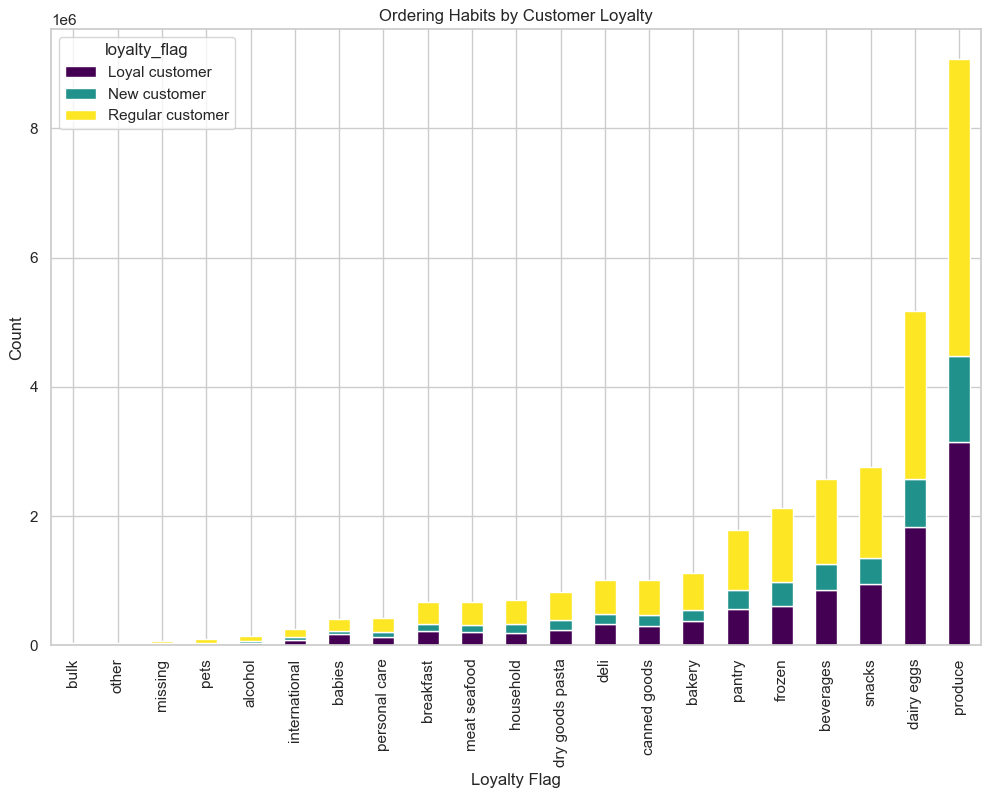 Ordering Habits by Customer Loyalty
1e6
loyalty_flag
Loyal customer
New customer
Regular customer
Count
8
6
4
2
0
bulk
other
missing
pets
alcohol
international
babies
personal care
breakfast
meat seafood
household
dry goods pasta
deli
canned goods
bakery
pantry
frozen
beverages
snacks
dairy eggs
produce
Loyalty Flag